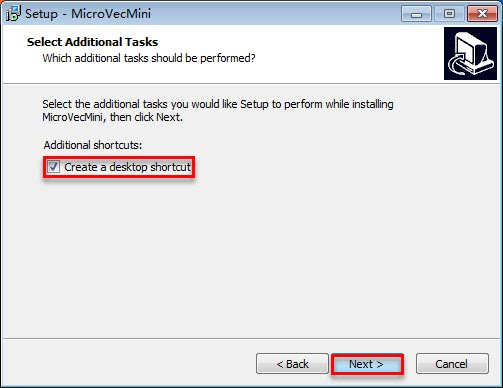 Setup - MicroVecMini
Select Additional Tasks
Which additional tasks should be performed?
Select the additional tasks you would like Setup to perform while installing
MicroVecMini, then click Next.
Additional shortcuts:
Create a desktop shortcut
< Back
Next >
Cancel